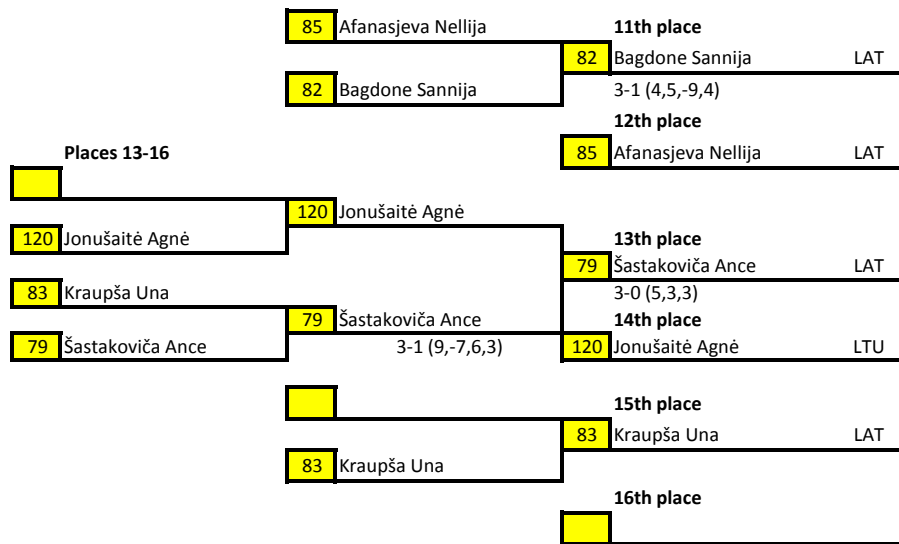 85 Afanasjeva Nellija 11th place
82 Bagdone Sannija LAT
82 Bagdone Sannija 3-1 (4,5,-9,4)
12th place
Places 13-16 85 Afanasjeva Nellija LAT
120 Jonušaitė Agnė
120 Jonušaitė Agnė 13th place
79 Šastakoviča Ance LAT
83 Kraupša Una 3-0 (5,3,3)
79 Šastakoviča Ance 14th place
79 Šastakoviča Ance 3-1 (9,-7,6,3) 120 Jonušaitė Agnė LTU
15th place
83 Kraupša Una LAT
83 Kraupša Una
16th place